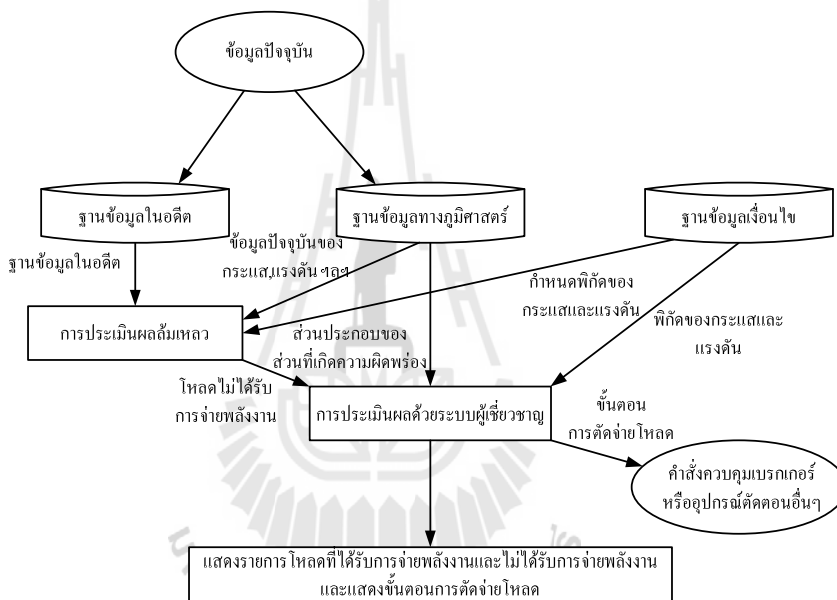 ข้อมูลปัจจุบัน
ฐานข้อมูลในอดีต
ฐานข้อมูลทางภูมิศาสตร์
ฐานข้อมูลเงื่อนไข
ฐานข้อมูลในอดีต
ข้อมูลปัจจุบันของ
กระแส,แรงดัน ฯลฯ
กำหนดพิกัดของ
กระแสและแรงดัน
พิกัดของกระแสและ
แรงดัน
การประเมินผลล้มเหลว
ส่วนประกอบของ
ส่วนที่เกิดความผิดพร่อง
โหลดไม่ได้รับ
การจ่ายพลังงาน
การประเมินผลด้วยระบบผู้เชี่ยวชาญ
ขั้นตอน
การตัดจ่ายโหลด
คำสั่งควบคุมเบรกเกอร์
หรืออุปกรณ์ตัดตอนอื่นๆ
แสดงรายการโหลดที่ได้รับการจ่ายพลังงานและไม่ได้รับการจ่ายพลังงาน
และแสดงขั้นตอนการตัดจ่ายโหลด